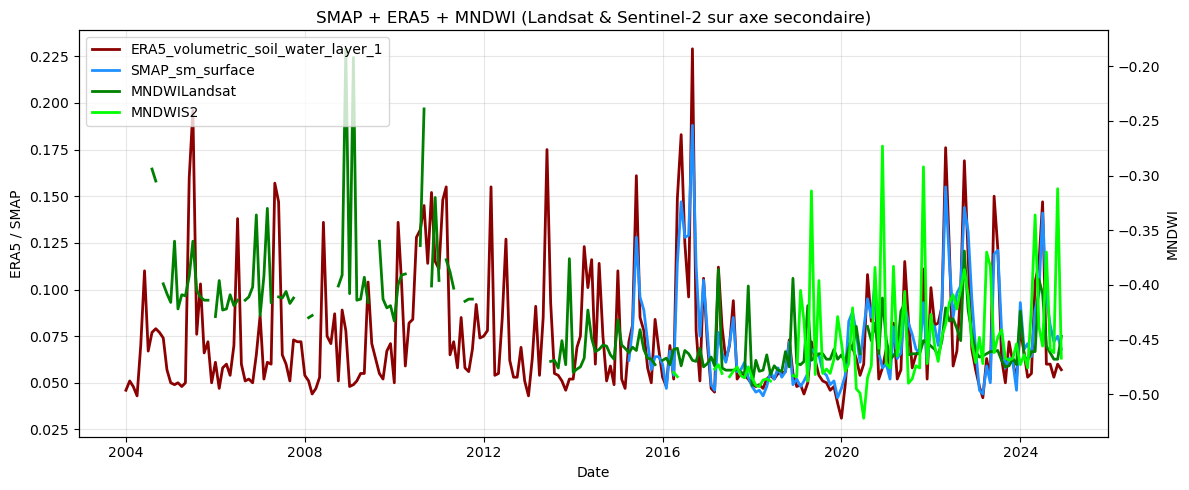 SMAP + ERA5 + MNDWI (Landsat & Sentinel-2 sur axe secondaire)
ERA5_volumetric_soil_water_layer_1
SMAP_sm_surface
MNDWILandsat
MNDWIS2
ERA5 / SMAP
0.225
0.200
0.175
0.150
0.125
0.100
0.075
0.050
0.025
−0.20
−0.25
−0.30
−0.35
−0.40
−0.45
−0.50
MNDWI
2004
2008
2012
2016
2020
2024
Date